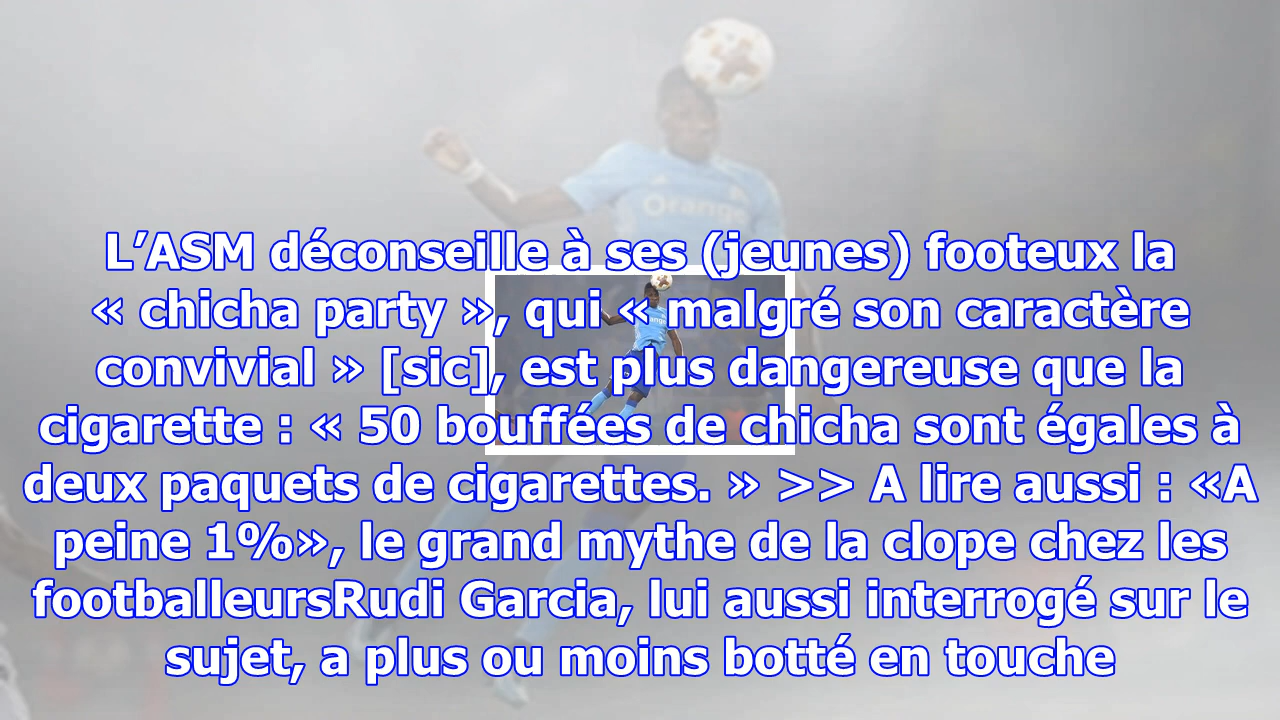 Orange
L’ASM déconseille à ses (jeunes) footeux la
« chicha party », qui « malgré son caractère
convivial » [sic], est plus dangereuse que la
cigarette : « 50 bouffées de chicha sont égales à
deux paquets de cigarettes. » >> A lire aussi : «A
peine 1%», le grand mythe de la clope chez les
footballeursRudi Garcia, lui aussi interrogé sur le
sujet, a plus ou moins botté en touche